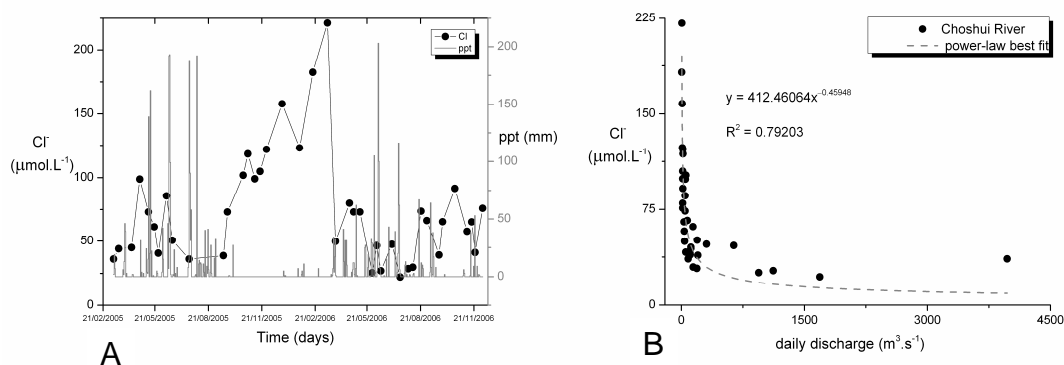 200
150
100
50
0
Cl-
(µmol.L-1)
Cl
ppt
200
150
100
50
0
ppt (mm)
21/02/2005 21/05/2005 21/08/2005 21/11/2005 21/02/2006 21/05/2006 21/08/2006 21/11/2006
Time (days)
A
225
150
75
0
Cl-
(µmol.L-1)
Choshui River
power-law best fit
y = 412.46064x^-0.45948
R2 = 0.79203
0 1500 3000 4500
daily discharge (m3.s-1)
B